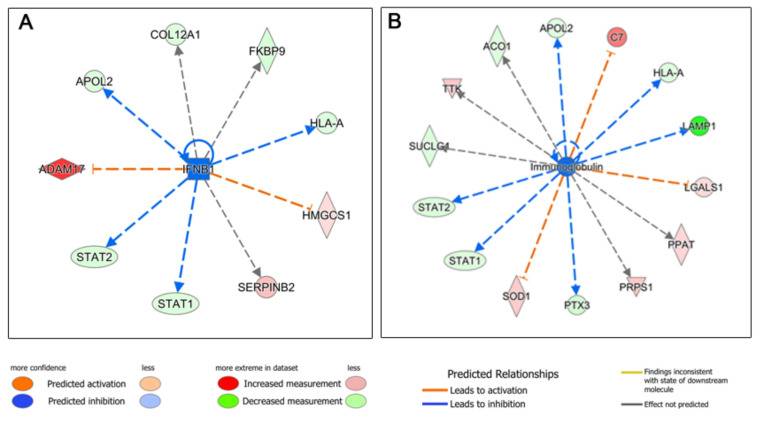 A
COL12A1
FKBP9
APOL2
HLA-A
IFNB1
ADAM17
HMGCS1
STAT2
SERPINB2
STAT1
B
APOL2
C7
ACO1
HLA-A
TTK
LAMP1
SUCLG1
Immunoglobulin
LGALS1
STAT2
PPAT
STAT1
SOD1
PTX3
PRPS1
more confidence less
Predicted activation
Predicted inhibition
more extreme in dataset less
Increased measurement
Decreased measurement
Predicted Relationships
Leads to activation
Leads to inhibition
Findings inconsistent
with state of downstream
molecule
Effect not predicted